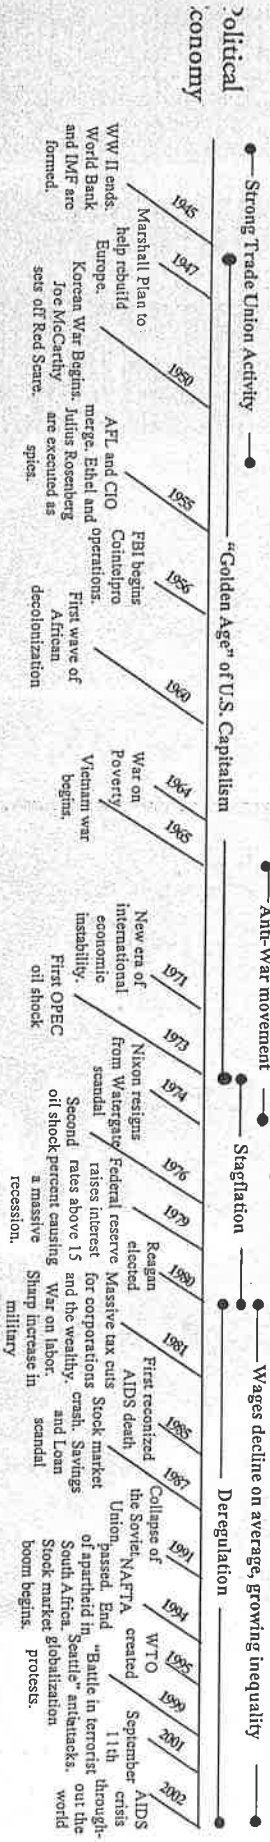 Political
conomy
Strong Trade Union Activity
"Golden Age" of U.S. Capitalism
Anti-War movement
Stagflation
Wages decline on average, growing inequality
Deregulation
1945
1947
1950
1955
1956
1960
1964
1965
1971
1973
1974
1976
1979
1980
1981
1985
1987
1991
1994
1995
1999
2001
2002
WW II ends.
World Bank
and IMF are
formed.
Marshall Plan to
help rebuild
Europe.
Korean War Begins.
Joe McCarthy
sets off Red Scare.
AFL and CIO
merge. Ethel and
Julius Rosenberg
are executed as
spies.
FBI begins
Cointelpro
operations.
First wave of
African
decolonization
War on
Poverty
Vietnam war
begins.
New era of
international
economic
instability.
First OPEC
oil shock
Nixon resigns
from Watergate
scandal
Second
oil shock
Federal reserve
raises interest
rates above 15
percent causing
a massive
recession.
Reagan
elected
Massive tax cuts
for corporations
and the wealthy.
War on labor.
Sharp increase in
military
First reconized
AIDS death
Stock market
crash. Savings
and Loan
scandal
Collapse of
the Soviet
Union.
NAFTA
passed. End
of apartheid in
South Africa.
Stock market
boom begins.
WTO
created
"Battle in
Seattle" anti
globalization
protests.
September
11th
terrorist
attacks.
AIDS
crisis
through-
out the
world